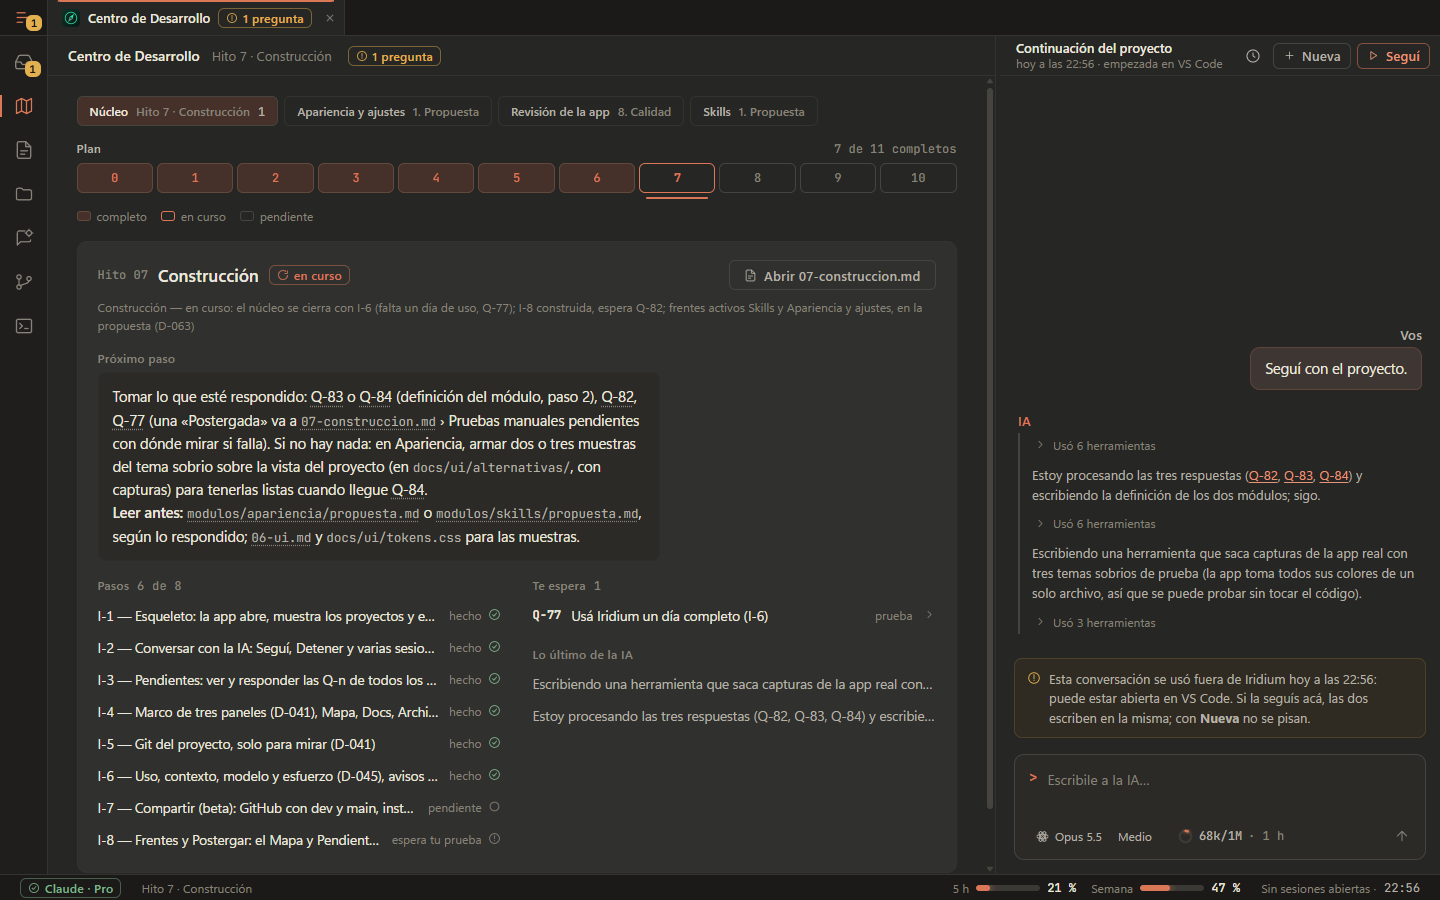 1
Centro de Desarrollo
1 pregunta
×
Centro de Desarrollo Hito 7 · Construcción 1 pregunta
1
Núcleo Hito 7 · Construcción 1
Apariencia y ajustes 1. Propuesta
Revisión de la app 8. Calidad
Skills 1. Propuesta
Plan
7 de 11 completos
0 1 2 3 4 5 6 7 8 9 10
completo en curso pendiente
Hito 07 Construcción en curso
Abrir 07-construccion.md
Construcción — en curso: el núcleo se cierra con I-6 (falta un día de uso, Q-77); I-8 construida, espera Q-82; frentes activos Skills y Apariencia y ajustes, en la
propuesta (D-063)
Próximo paso
Tomar lo que esté respondido: Q-83 o Q-84 (definición del módulo, paso 2), Q-82,
Q-77 (una «Postergada» va a 07-construccion.md › Pruebas manuales pendientes
con dónde mirar si falla). Si no hay nada: en Apariencia, armar dos o tres muestras
del tema sobrio sobre la vista del proyecto (en docs/ui/alternativas/, con
capturas) para tenerlas listas cuando llegue Q-84.
Leer antes: modulos/apariencia/propuesta.md o modulos/skills/propuesta.md,
según lo respondido; 06-ui.md y docs/ui/tokens.css para las muestras.
Pasos 6 de 8
I-1 — Esqueleto: la app abre, muestra los proyectos y e... hecho
I-2 — Conversar con la IA: Seguí, Detener y varias sesio... hecho
I-3 — Pendientes: ver y responder las Q-n de todos los ... hecho
I-4 — Marco de tres paneles (D-041), Mapa, Docs, Archi... hecho
I-5 — Git del proyecto, solo para mirar (D-041) hecho
I-6 — Uso, contexto, modelo y esfuerzo (D-045), avisos ... hecho
I-7 — Compartir (beta): GitHub con dev y main, inst... pendiente
I-8 — Frentes y Postergar: el Mapa y Pendient... espera tu prueba
Te espera 1
Q-77 Usá Iridium un día completo (I-6) prueba
Lo último de la IA
Escribiendo una herramienta que saca capturas de la app real con...
Estoy procesando las tres respuestas (Q-82, Q-83, Q-84) y escribie...
Continuación del proyecto
hoy a las 22:56 · empezada en VS Code
+ Nueva
Seguí
Vos
Seguí con el proyecto.
IA
Usó 6 herramientas
Estoy procesando las tres respuestas (Q-82, Q-83, Q-84) y
escribiendo la definición de los dos módulos; sigo.
Usó 6 herramientas
Escribiendo una herramienta que saca capturas de la app real con
tres temas sobrios de prueba (la app toma todos sus colores de un
solo archivo, así que se puede probar sin tocar el código).
Usó 3 herramientas
Esta conversación se usó fuera de Iridium hoy a las 22:56:
puede estar abierta en VS Code. Si la seguís acá, las dos
escriben en la misma; con Nueva no se pisan.
> Escribile a la IA...
Opus 5.5 Medio 68k/1M · 1 h
Claude · Pro
Hito 7 · Construcción
5 h 21 % Semana 47 % Sin sesiones abiertas · 22:56